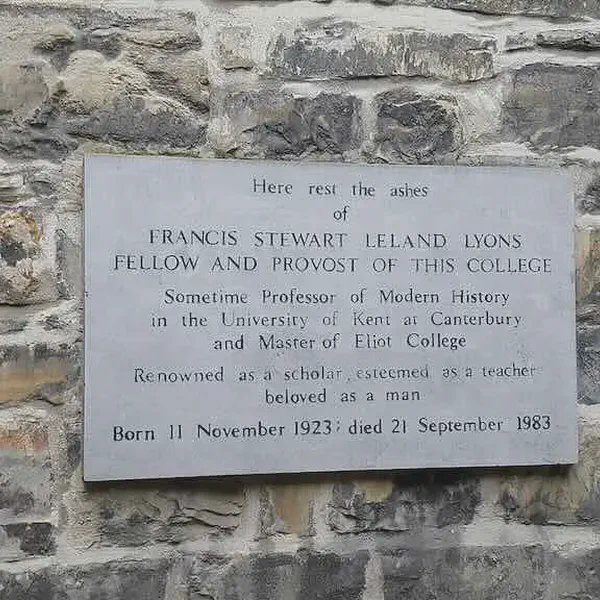 Here rest the ashes
of
FRANCIS STEWART LELAND LYONS
FELLOW AND PROVOST OF THIS COLLEGE
Sometime Professor of Modern History
in the University of Kent at Canterbury
and Master of Eliot College
Renowned as a scholar, esteemed as a teacher
beloved as a man
Born 11 November 1923; died 21 September 1983